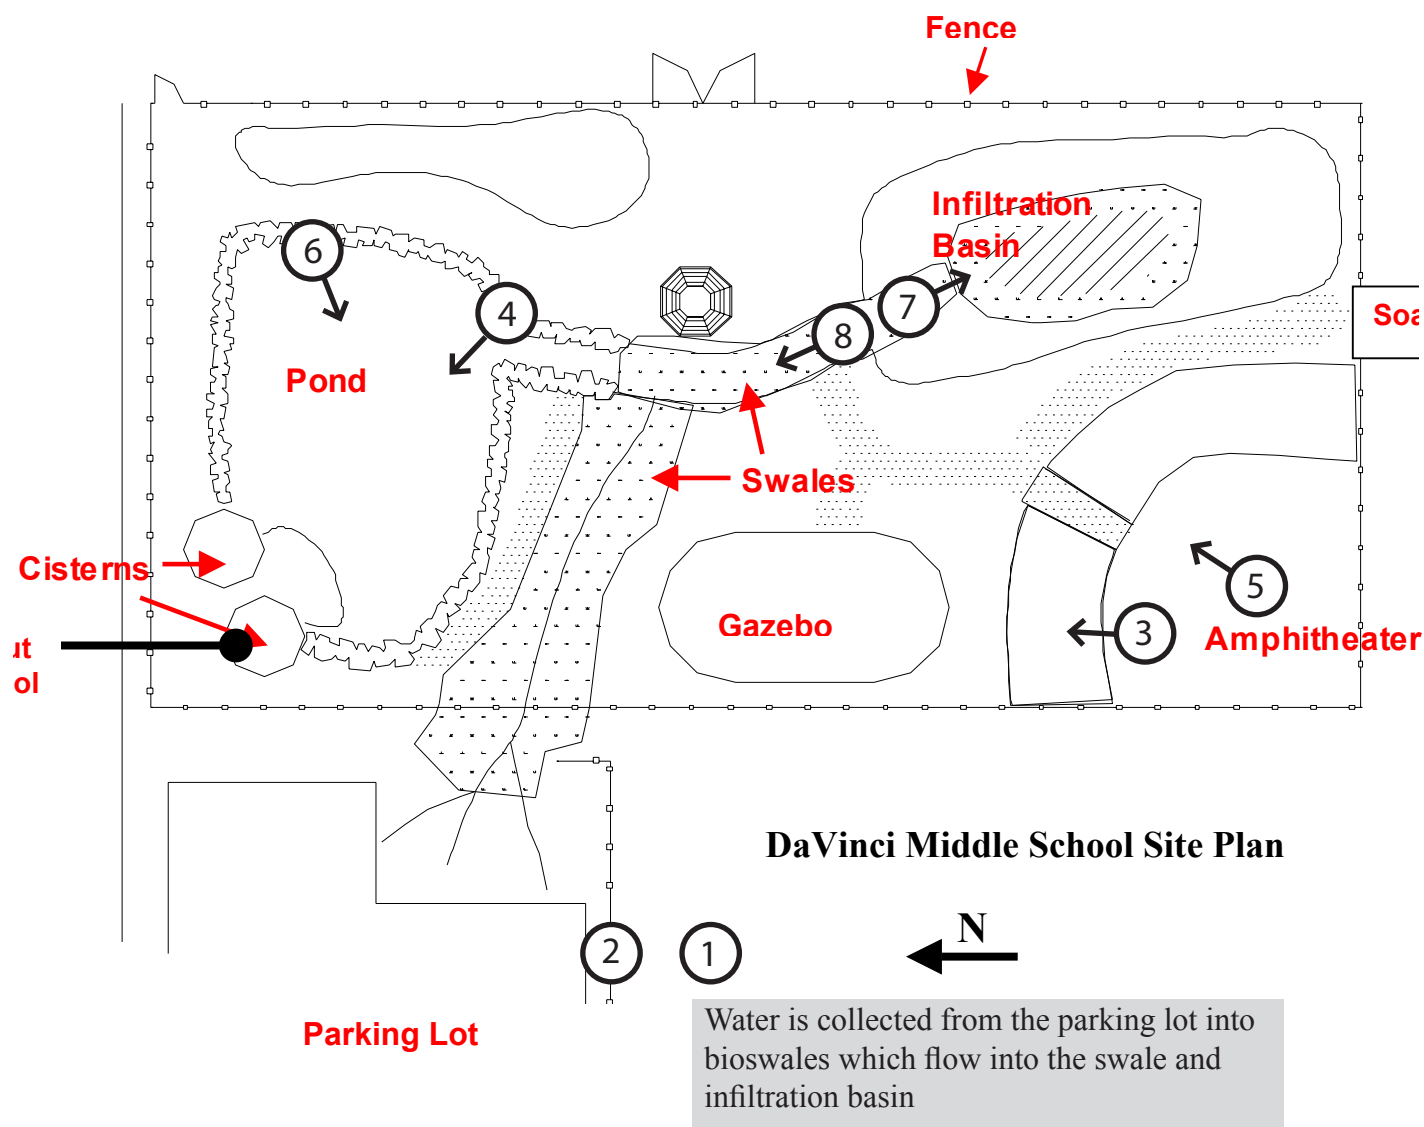 Fence
Infiltration
Basin
6
7
4
8
Pond
Swales
Cisterns
5
3
Gazebo
Amphitheater
DaVinci Middle School Site Plan
N
2
1
Parking Lot
Water is collected from the parking lot into
bioswales which flow into the swale and
infiltration basin